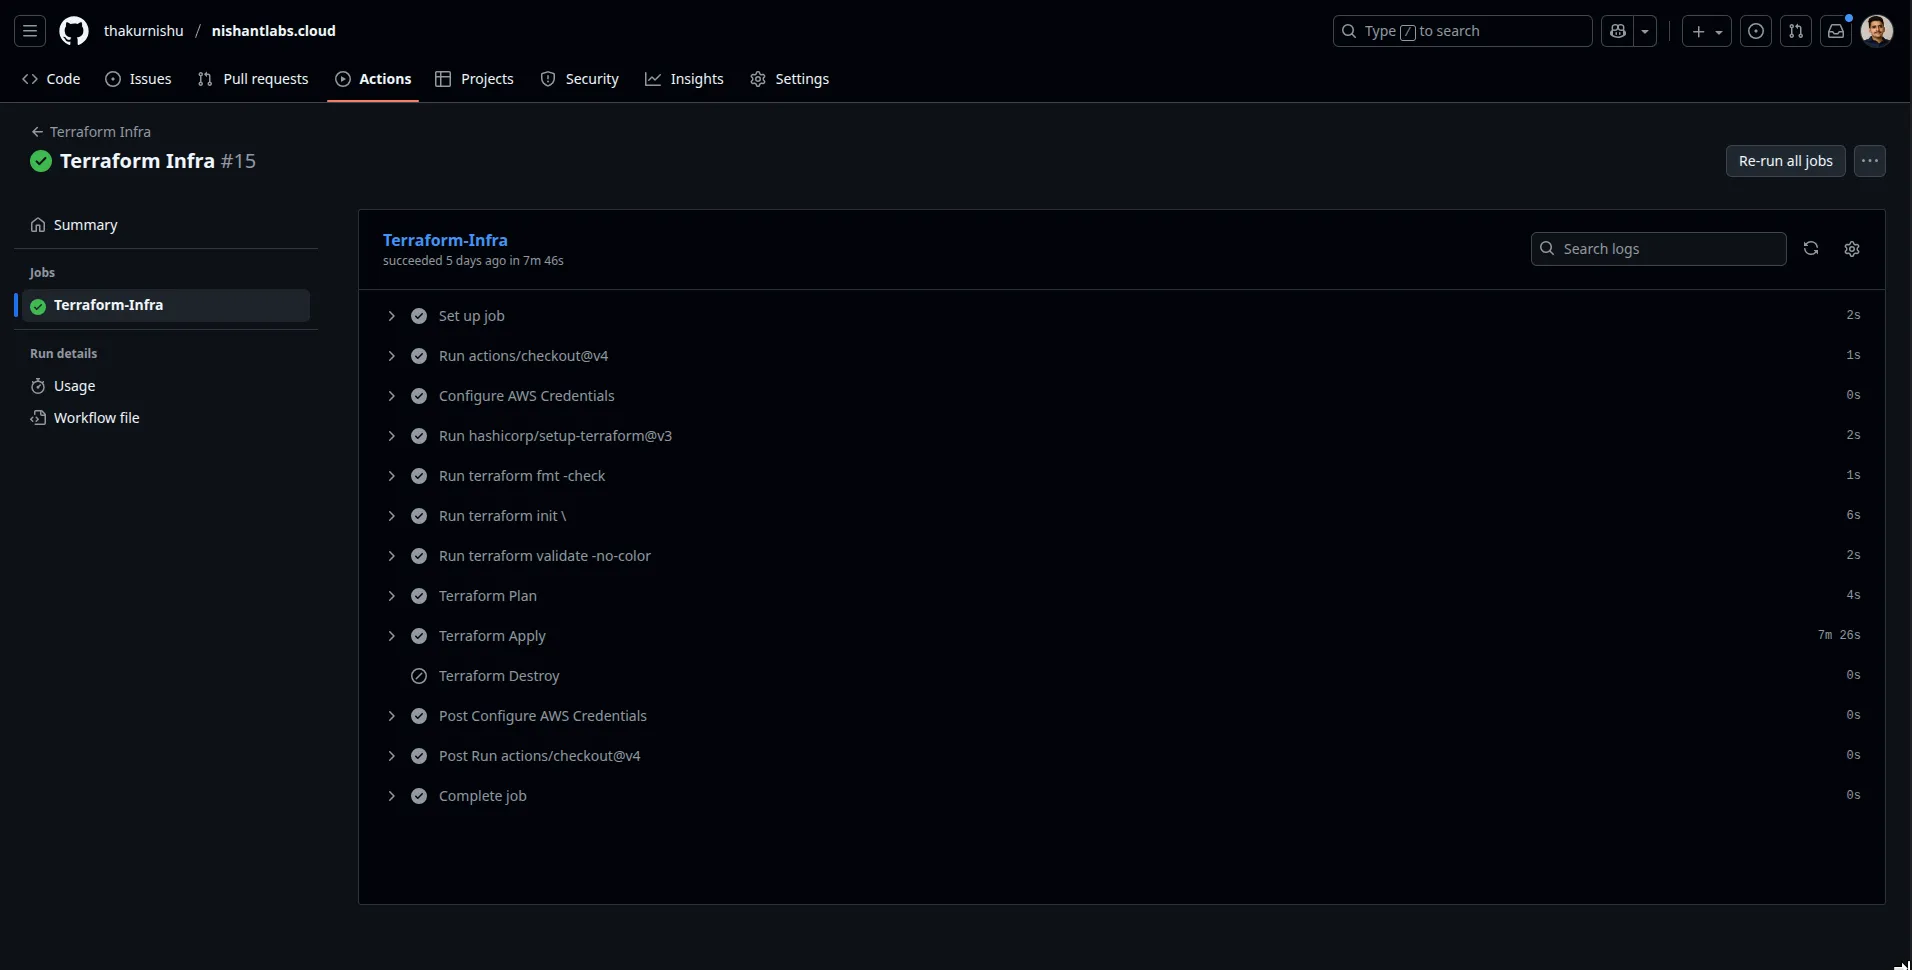 thakurnishu / nishantlabs.cloud
Type / to search
Code Issues Pull requests Actions Projects Security Insights Settings
Terraform Infra
Terraform Infra #15
Re-run all jobs
Summary
Jobs
Terraform-Infra
Run details
Usage
Workflow file
Terraform-Infra
succeeded 5 days ago in 7m 46s
Search logs
Set up job 2s
Run actions/checkout@v4 1s
Configure AWS Credentials 0s
Run hashicorp/setup-terraform@v3 2s
Run terraform fmt -check 1s
Run terraform init \ 6s
Run terraform validate -no-color 2s
Terraform Plan 4s
Terraform Apply 7m 26s
Terraform Destroy 0s
Post Configure AWS Credentials 0s
Post Run actions/checkout@v4 0s
Complete job 0s